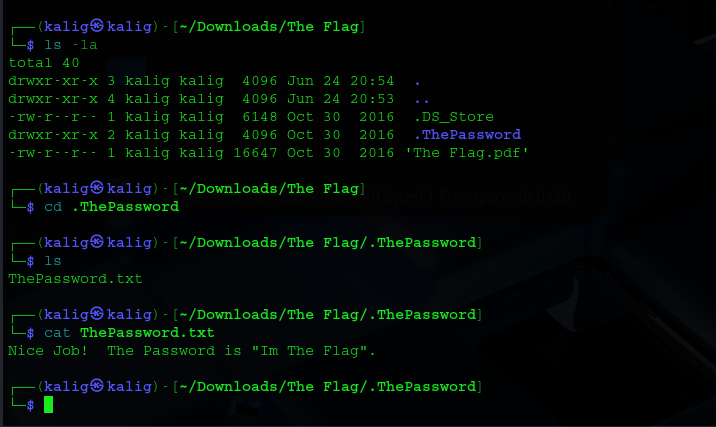 ┌──(kalig㉿kalig)-[~/Downloads/The Flag]
└─$ ls -la
total 40
drwxr-xr-x 3 kalig kalig  4096 Jun 24 20:54  .
drwxr-xr-x 4 kalig kalig  4096 Jun 24 20:53  ..
-rw-r--r-- 1 kalig kalig  6148 Oct 30  2016  .DS_Store
drwxr-xr-x 2 kalig kalig  4096 Oct 30  2016  .ThePassword
-rw-r--r-- 1 kalig kalig 16647 Oct 30  2016 'The Flag.pdf'
┌──(kalig㉿kalig)-[~/Downloads/The Flag]
└─$ cd .ThePassword
┌──(kalig㉿kalig)-[~/Downloads/The Flag/.ThePassword]
└─$ ls
ThePassword.txt
┌──(kalig㉿kalig)-[~/Downloads/The Flag/.ThePassword]
└─$ cat ThePassword.txt
Nice Job!  The Password is "Im The Flag".
┌──(kalig㉿kalig)-[~/Downloads/The Flag/.ThePassword]
└─$